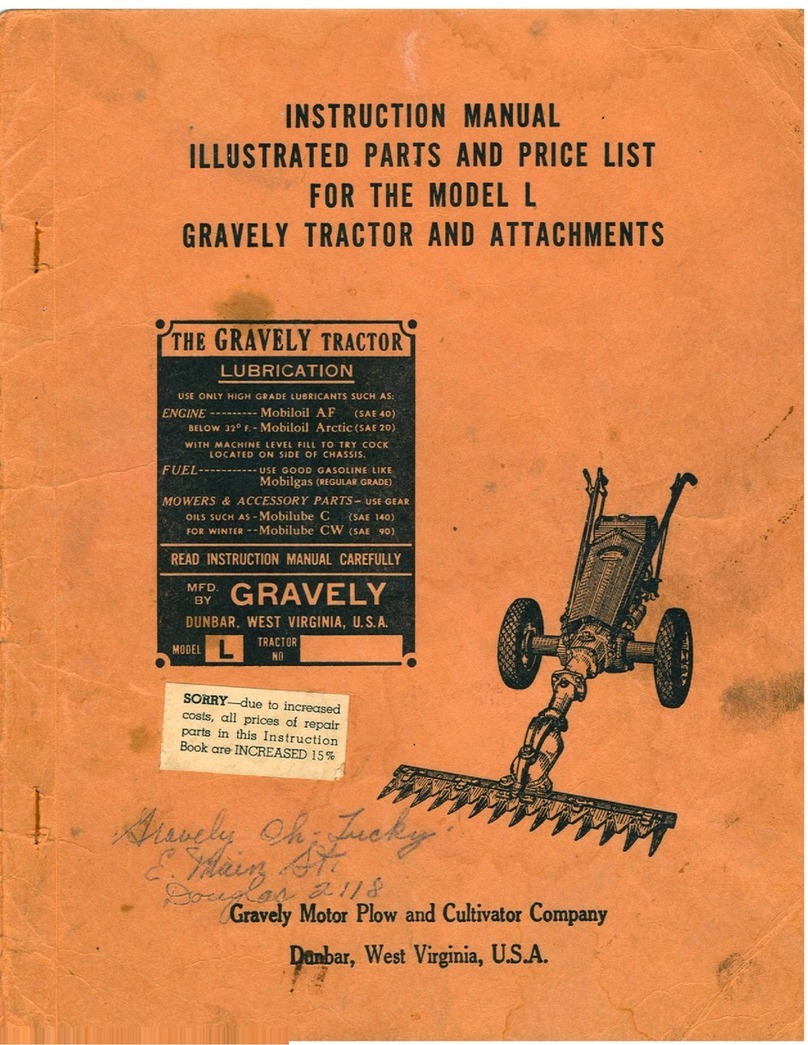 INSTRUCTION MANUAL
ILLUSTRATED PARTS AND PRICE LIST
FOR THE MODEL L
GRAVELY TRACTOR AND ATTACHMENTS
THE GRAVELY TRACTOR
LUBRICATION
USE ONLY HIGH GRADE LUBRICANTS SUCH AS:
ENGINE --------- Mobiloil AF (SAE 40)
BELOW 32° F. - Mobiloil Arctic (SAE 20)
WITH MACHINE LEVEL FILL TO TRY COCK
LOCATED ON SIDE OF CHASSIS.
FUEL----------- USE GOOD GASOLINE LIKE
Mobilgas (REGULAR GRADE)
MOWERS & ACCESSORY PARTS - USE GEAR
OILS SUCH AS - Mobilube C (SAE 140)
FOR WINTER -- Mobilube CW (SAE 90)
READ INSTRUCTION MANUAL CAREFULLY
MFD. BY GRAVELY
DUNBAR, WEST VIRGINIA, U.S.A.
MODEL L TRACTOR NO
SORRY—due to increased
costs, all prices of repair
parts in this Instruction
Book are INCREASED 15%
Gravely
E. Main St.
Douglas 2118
Gravely Motor Plow and Cultivator Company
Dunbar, West Virginia, U.S.A.